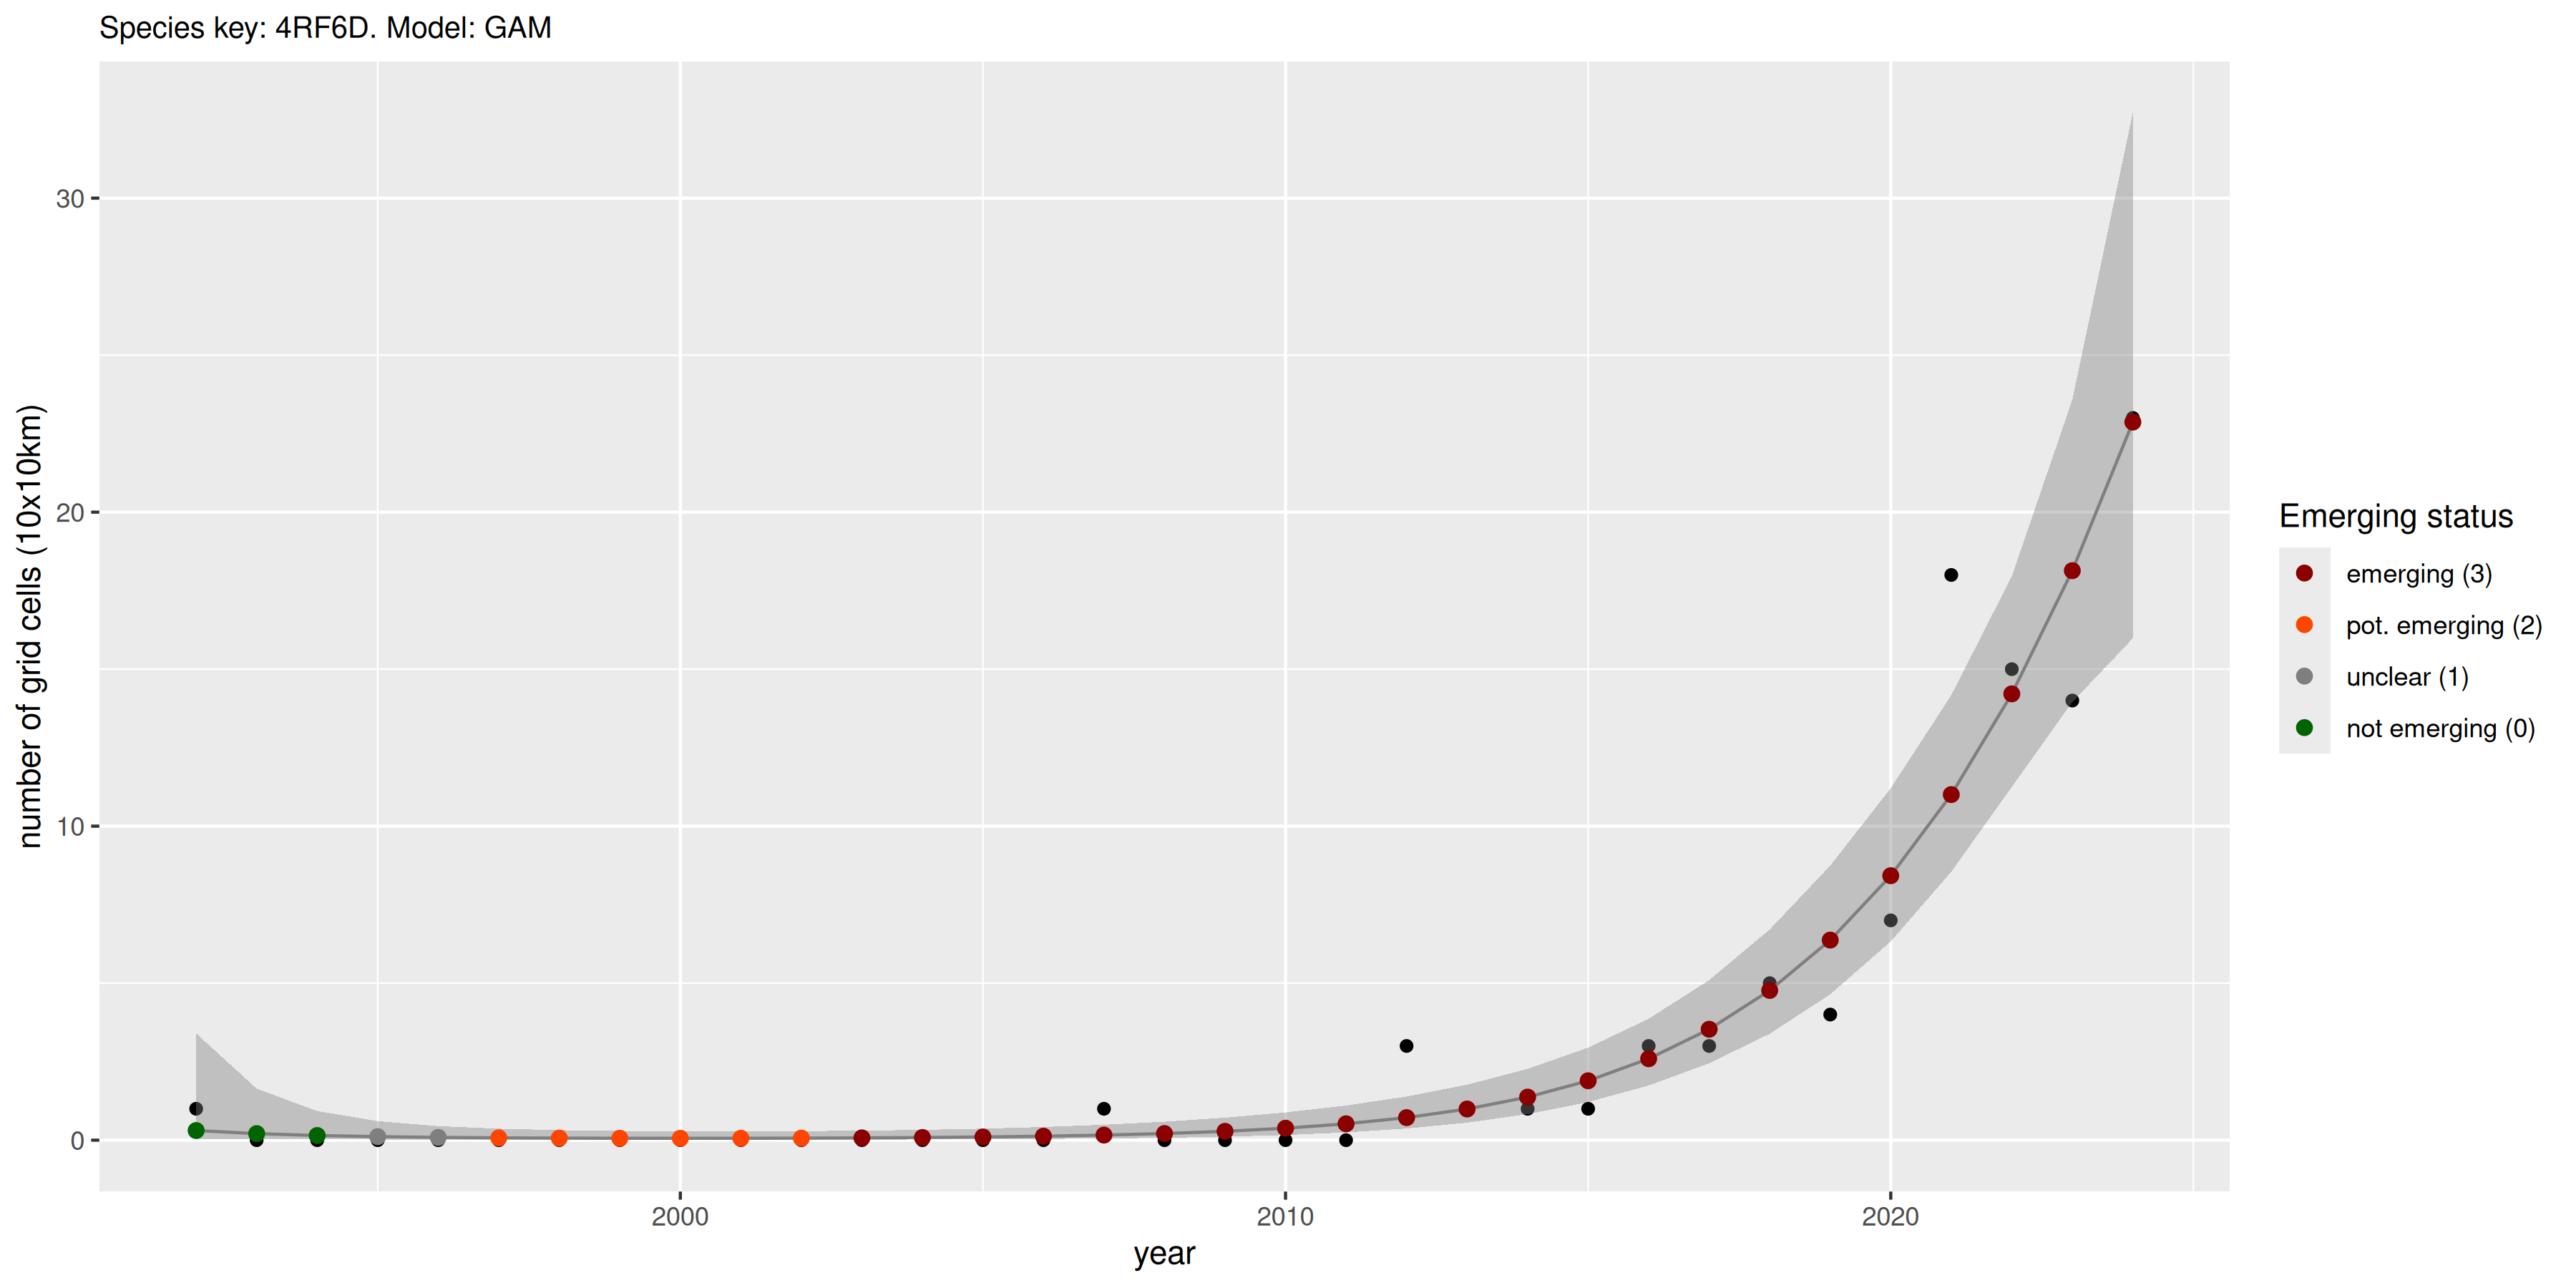 Species key: 4RF6D. Model: GAM
number of grid cells (10x10km)
30
20
10
0
2000
2010
2020
year
Emerging status
emerging (3)
pot. emerging (2)
unclear (1)
not emerging (0)